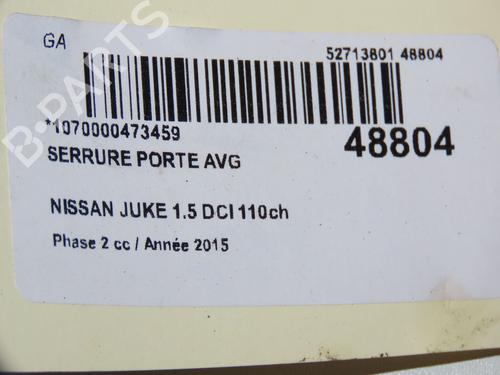 GA
52713801 48804
*1070000473459
48804
SERRURE PORTE AVG
NISSAN JUKE 1.5 DCI 110ch
Phase 2 cc / Année 2015
B-PARTS